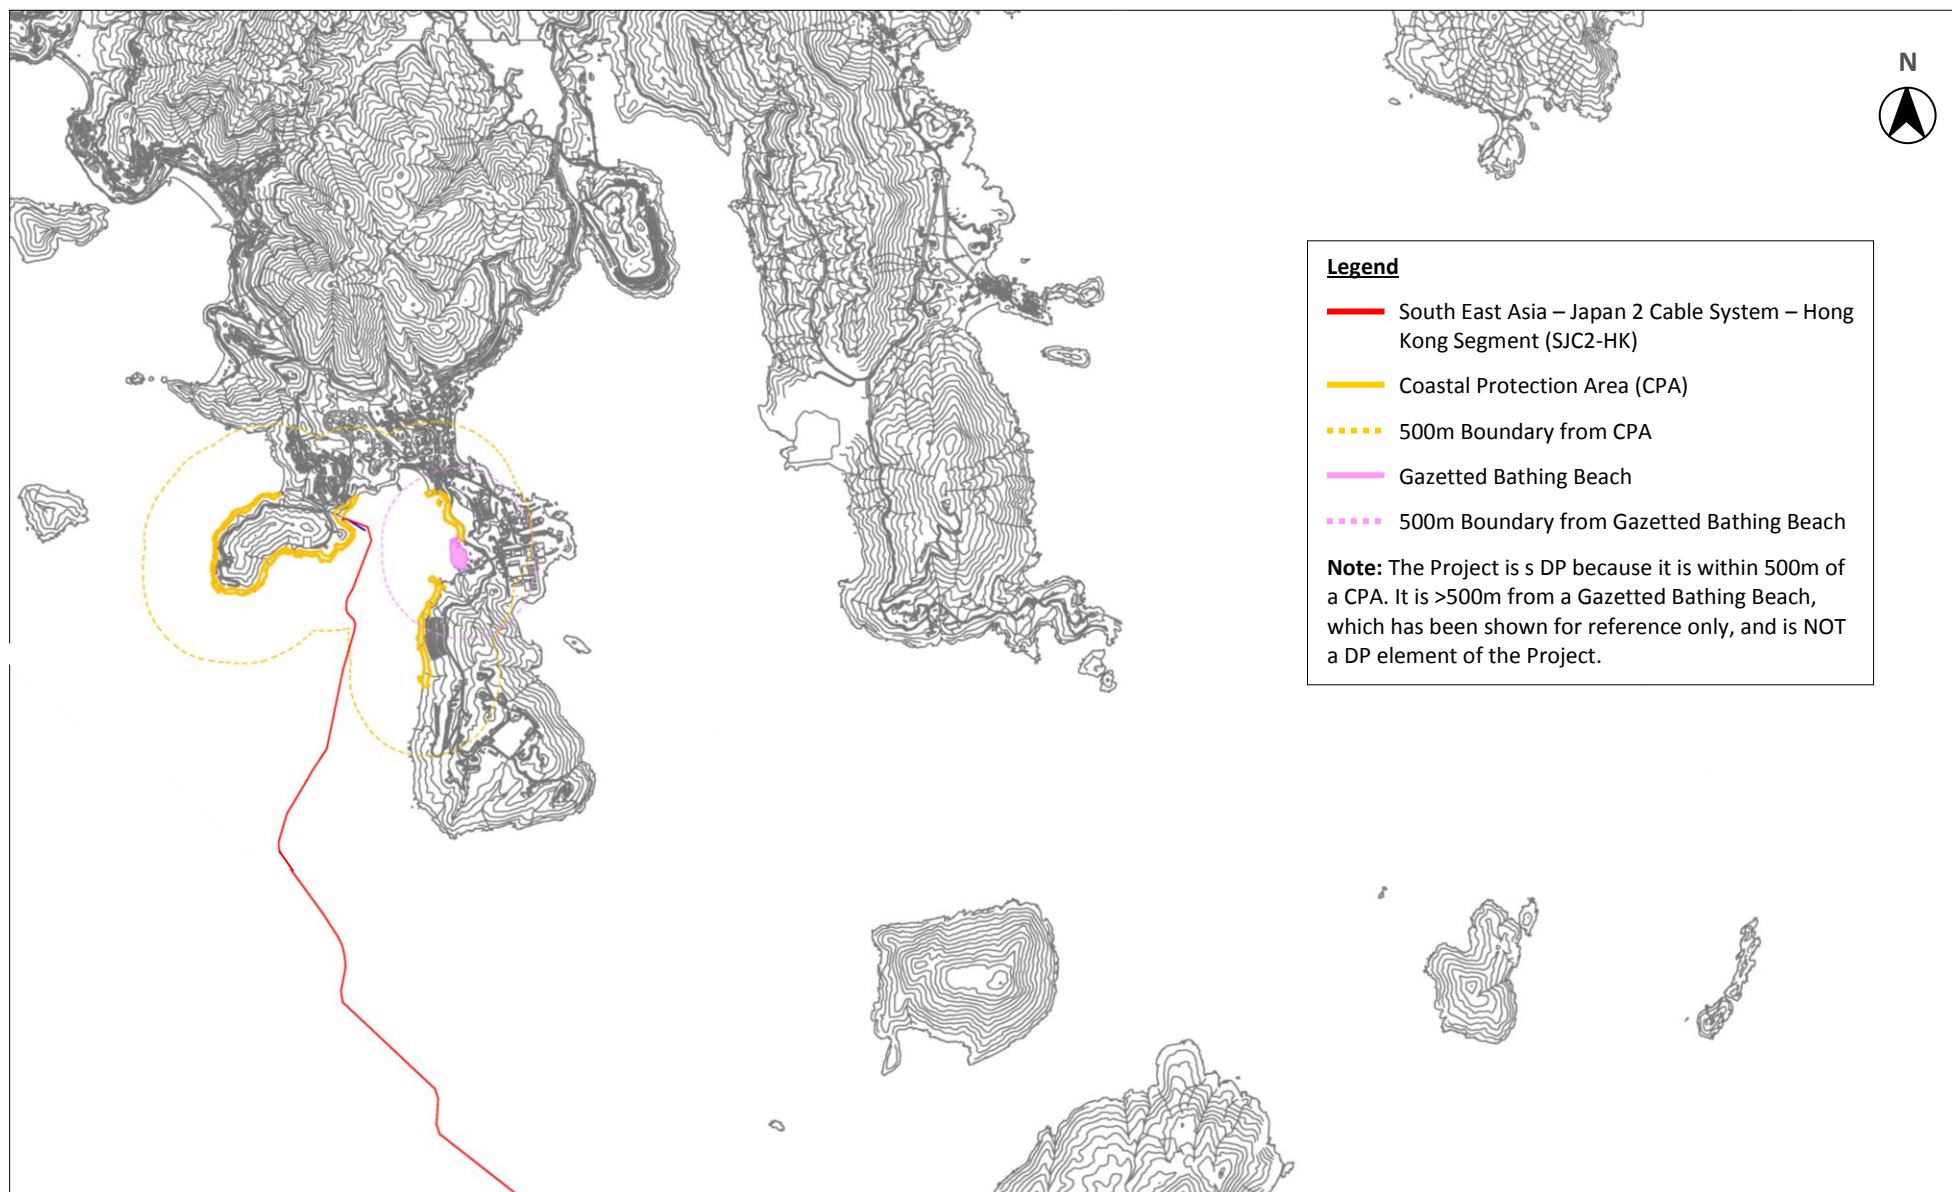 N
Legend
South East Asia – Japan 2 Cable System – Hong
Kong Segment (SJC2-HK)
Coastal Protection Area (CPA)
500m Boundary from CPA
Gazetted Bathing Beach
500m Boundary from Gazetted Bathing Beach
Note: The Project is s DP because it is within 500m of
a CPA. It is >500m from a Gazetted Bathing Beach,
which has been shown for reference only, and is NOT
a DP element of the Project.